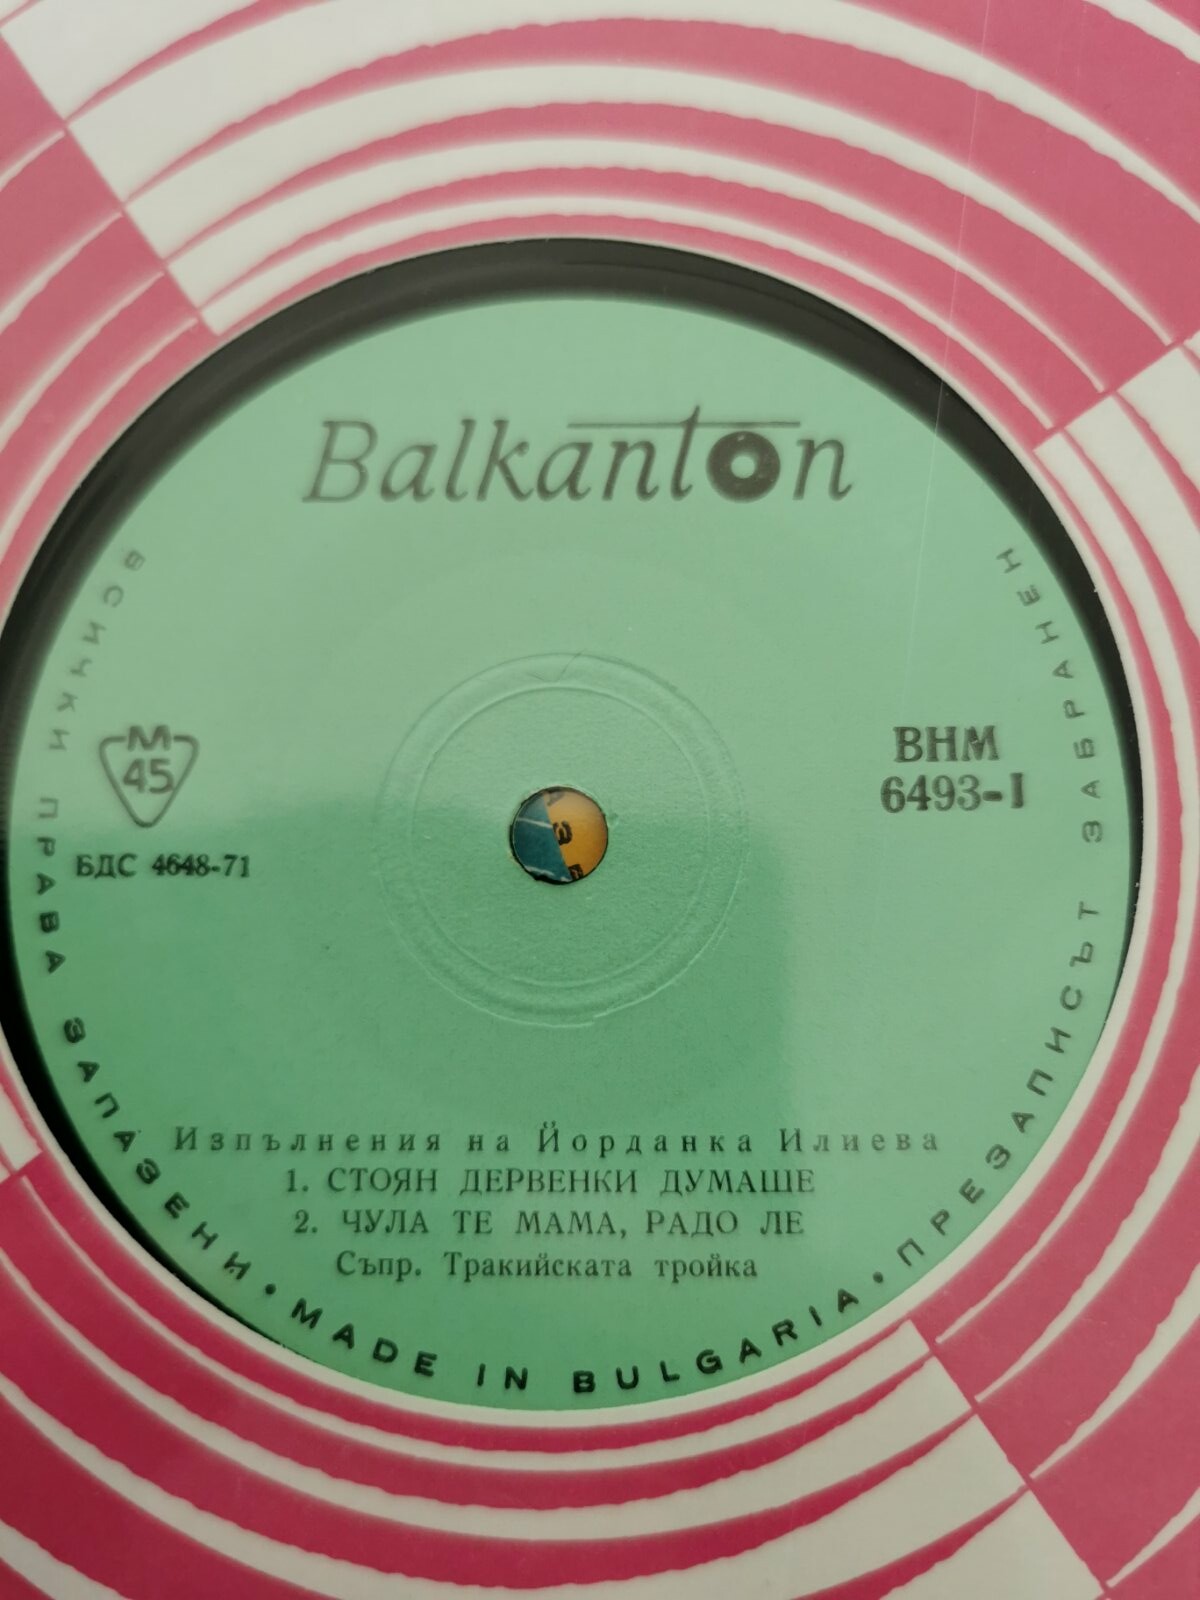 Balkanton
M
45
БДС 4648-71
ВНМ
6493-I
Изпълнения на Йорданка Илиева
1. СТОЯН ДЕРВЕНКИ ДУМАШЕ
2. ЧУЛА ТЕ МАМА, РАДО ЛЕ
Съпр. Тракийската тройка
ВСИЧКИ ПРАВА ЗАПАЗЕНИ • MADE IN BULGARIA • ПРЕЗАПИСЪТ ЗАБРАНЕН